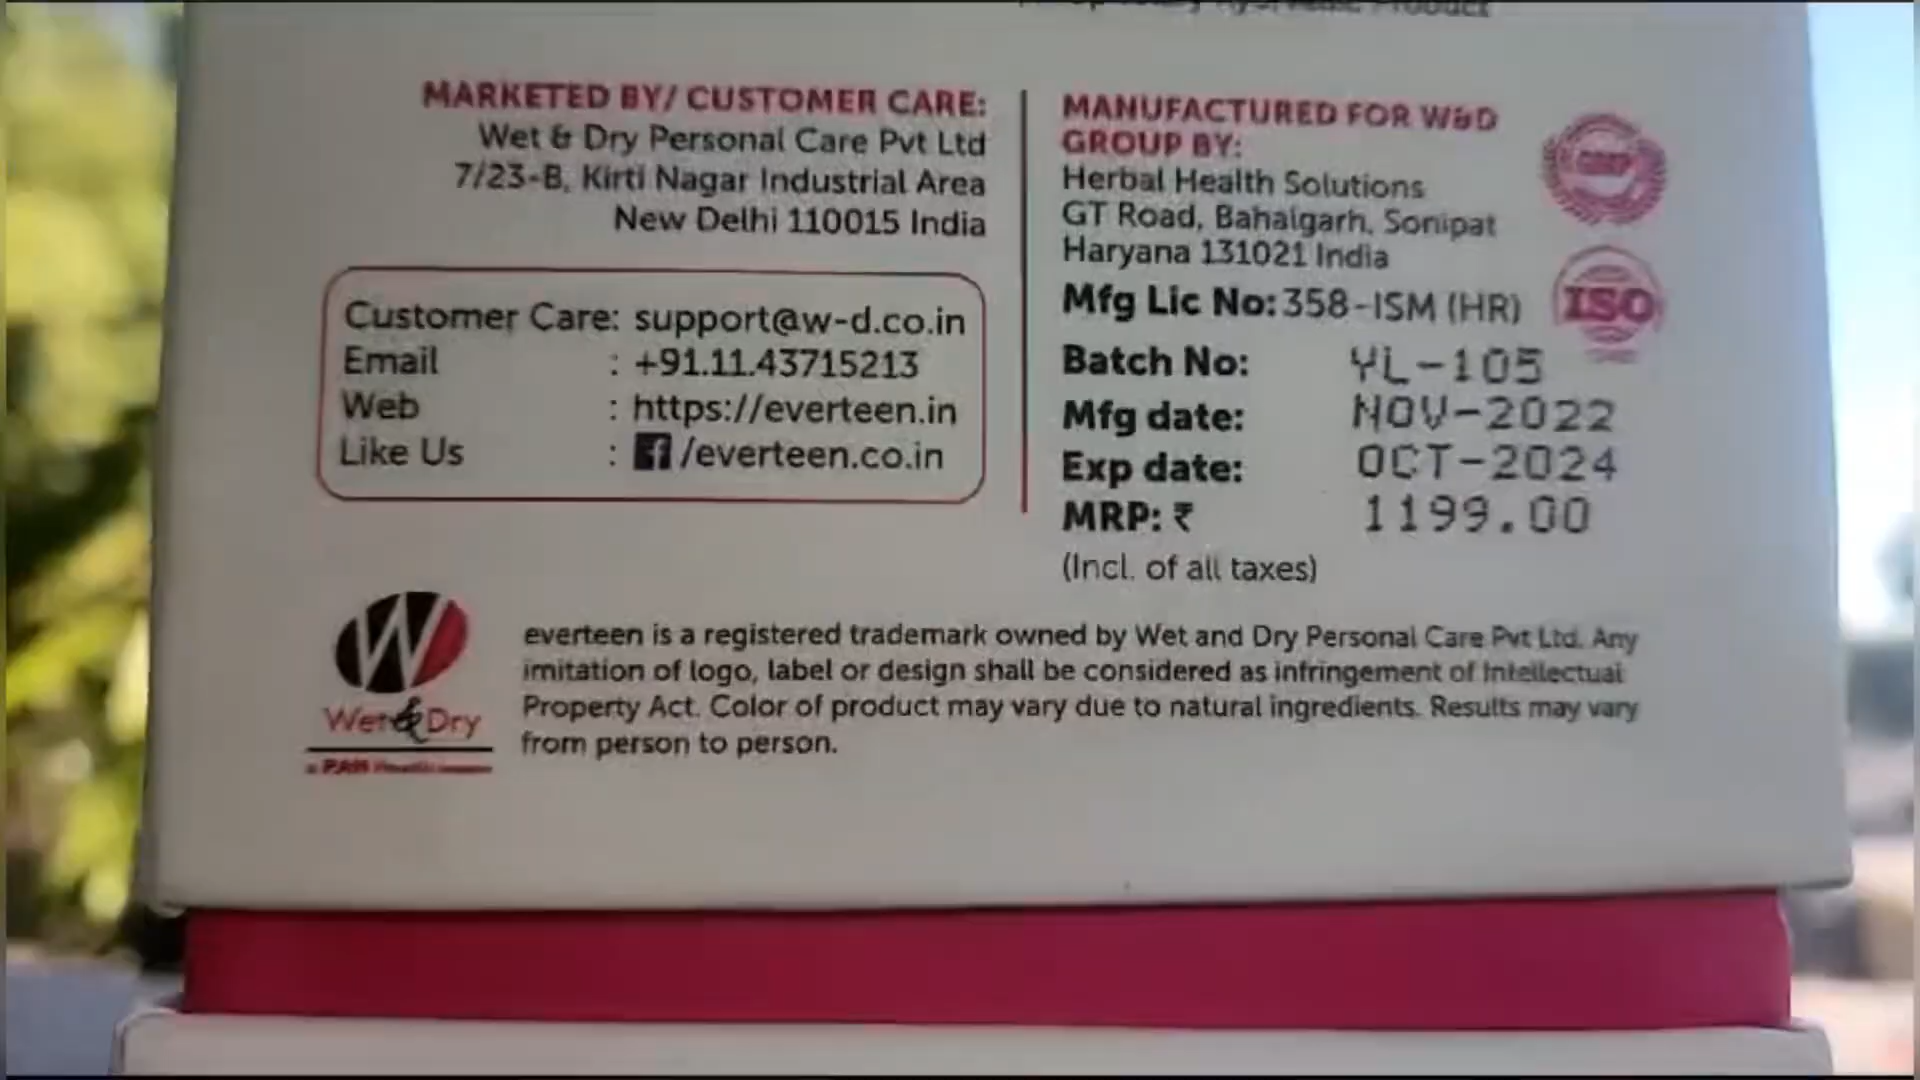 Product
MARKETED BY/ CUSTOMER CARE:
Wet & Dry Personal Care Pvt Ltd
7/23-B, Kirti Nagar Industrial Area
New Delhi 110015 India
Customer Care: support@w-d.co.in
Email : +91.11.43715213
Web : https://everteen.in
Like Us : f /everteen.co.in
MANUFACTURED FOR W&D
GROUP BY:
Herbal Health Solutions
GT Road, Bahalgarh, Sonipat
Haryana 131021 India
Mfg Lic No: 358-ISM (HR)
Batch No: YL-105
Mfg date: NOV-2022
Exp date: OCT-2024
MRP: ₹ 1199.00
(Incl. of all taxes)
GMP
ISO
W
Wet & Dry
everteen is a registered trademark owned by Wet and Dry Personal Care Pvt Ltd. Any
imitation of logo, label or design shall be considered as infringement of Intellectual
Property Act. Color of product may vary due to natural ingredients. Results may vary
from person to person.